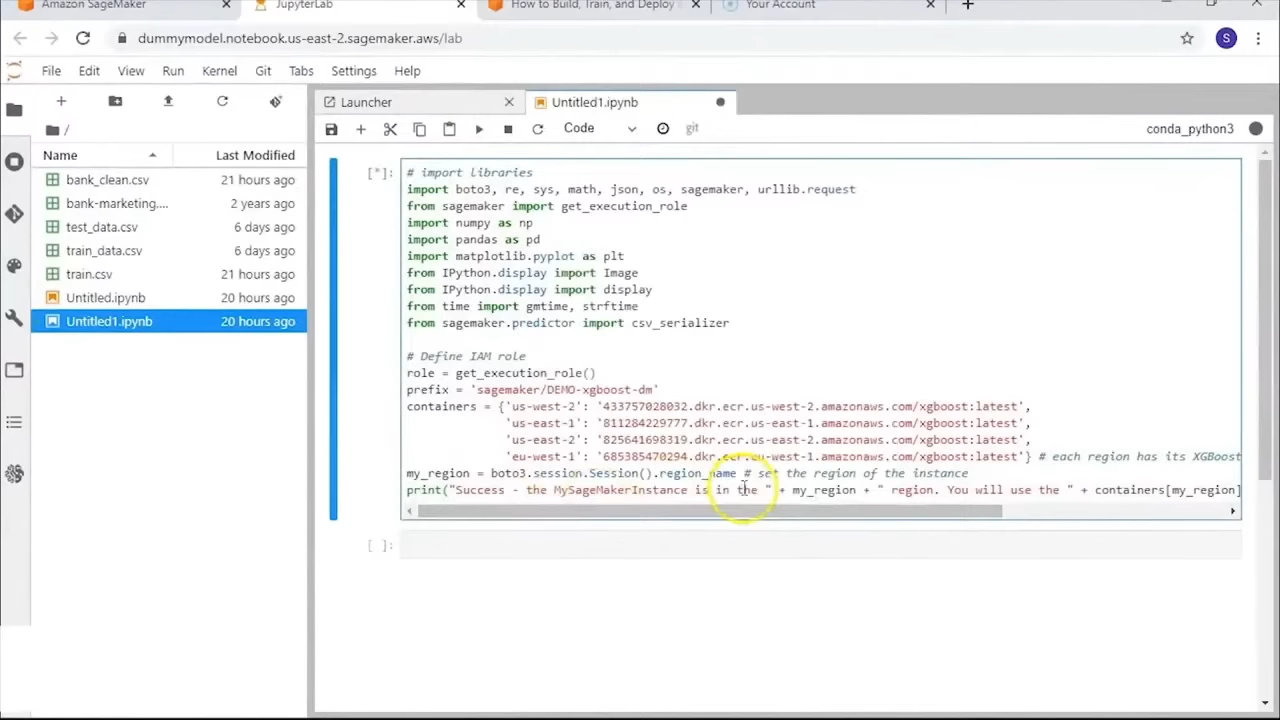 Amazon SageMaker
JupyterLab
How to Build, Train, and Deploy
Your Account
dummymodel.notebook.us-east-2.sagemaker.aws/lab
S
File Edit View Run Kernel Git Tabs Settings Help
Launcher
Untitled1.ipynb
Code
git
conda_python3
/
Name Last Modified
bank_clean.csv 21 hours ago
bank-marketing.... 2 years ago
test_data.csv 6 days ago
train_data.csv 6 days ago
train.csv 21 hours ago
Untitled.ipynb 20 hours ago
Untitled1.ipynb 20 hours ago
[*]:
# import libraries
import boto3, re, sys, math, json, os, sagemaker, urllib.request
from sagemaker import get_execution_role
import numpy as np
import pandas as pd
import matplotlib.pyplot as plt
from IPython.display import Image
from IPython.display import display
from time import gmtime, strftime
from sagemaker.predictor import csv_serializer
# Define IAM role
role = get_execution_role()
prefix = 'sagemaker/DEMO-xgboost-dm'
containers = {'us-west-2': '433757028032.dkr.ecr.us-west-2.amazonaws.com/xgboost:latest',
'us-east-1': '811284229777.dkr.ecr.us-east-1.amazonaws.com/xgboost:latest',
'us-east-2': '825641698319.dkr.ecr.us-east-2.amazonaws.com/xgboost:latest',
'eu-west-1': '685385470294.dkr.ecr.eu-west-1.amazonaws.com/xgboost:latest'} # each region has its XGBoost
my_region = boto3.session.Session().region_name # set the region of the instance
print("Success - the MySageMakerInstance is in the " + my_region + " region. You will use the " + containers[my_region]
[ ]: